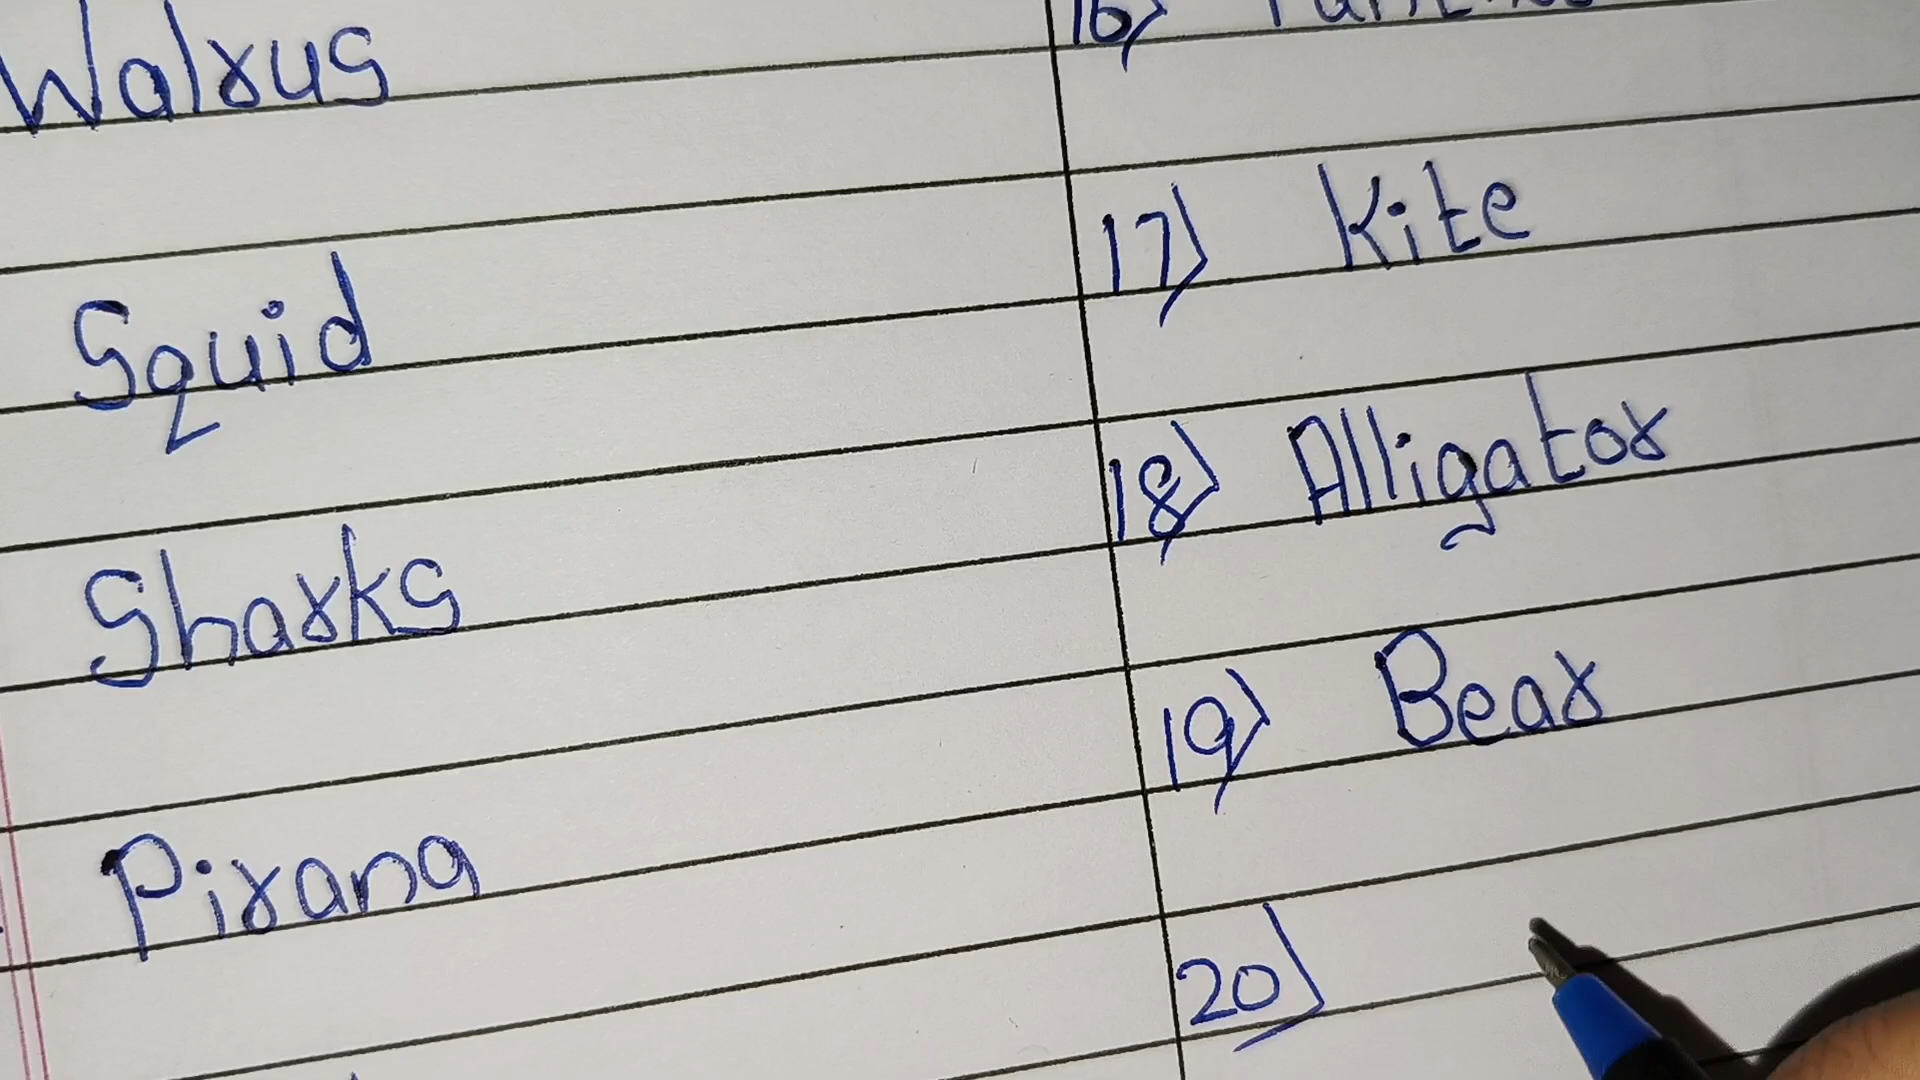 Walrus
Squid
Sharks
Pirana
16)
17) Kite
18) Alligator
19) Bear
20)